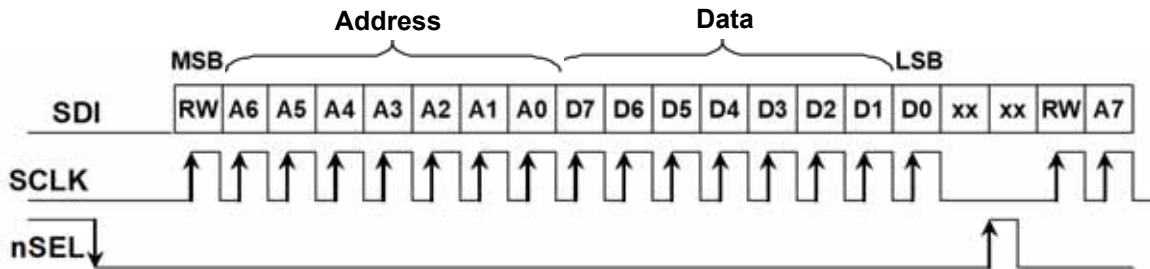 Address Data
MSB LSB
SDI RW A6 A5 A4 A3 A2 A1 A0 D7 D6 D5 D4 D3 D2 D1 D0 xx xx RW A7
SCLK
nSEL